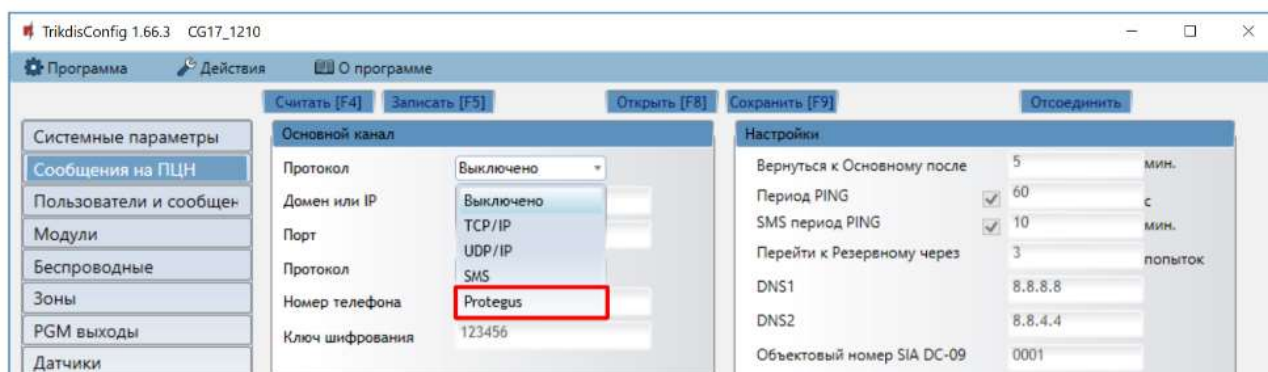 TrikdisConfig 1.66.3 CG17_1210
Программа Действия О программе
Считать [F4] Записать [F5] Открыть [F8] Сохранить [F9] Отсоединить
Системные параметры
Сообщения на ПЦН
Пользователи и сообщен
Модули
Беспроводные
Зоны
PGM выходы
Датчики
Основной канал
Протокол Выключено
Домен или IP
Порт
Протокол
Номер телефона
Ключ шифрования 123456
Выключено
TCP/IP
UDP/IP
SMS
Protegus
Настройки
Вернуться к Основному после 5 мин.
Период PING 60 с
SMS период PING 10 мин.
Перейти к Резервному через 3 попыток
DNS1 8.8.8.8
DNS2 8.8.4.4
Объектовый номер SIA DC-09 0001